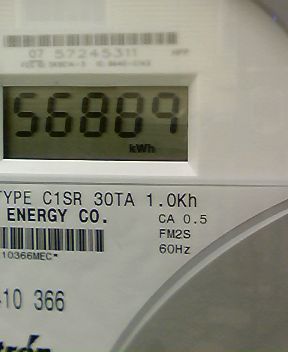 07 57245311
56889
kWh
TYPE C1SR 30TA 1.0Kh
ENERGY CO.
CA 0.5
FM2S
60Hz
10366MEC*
10 366